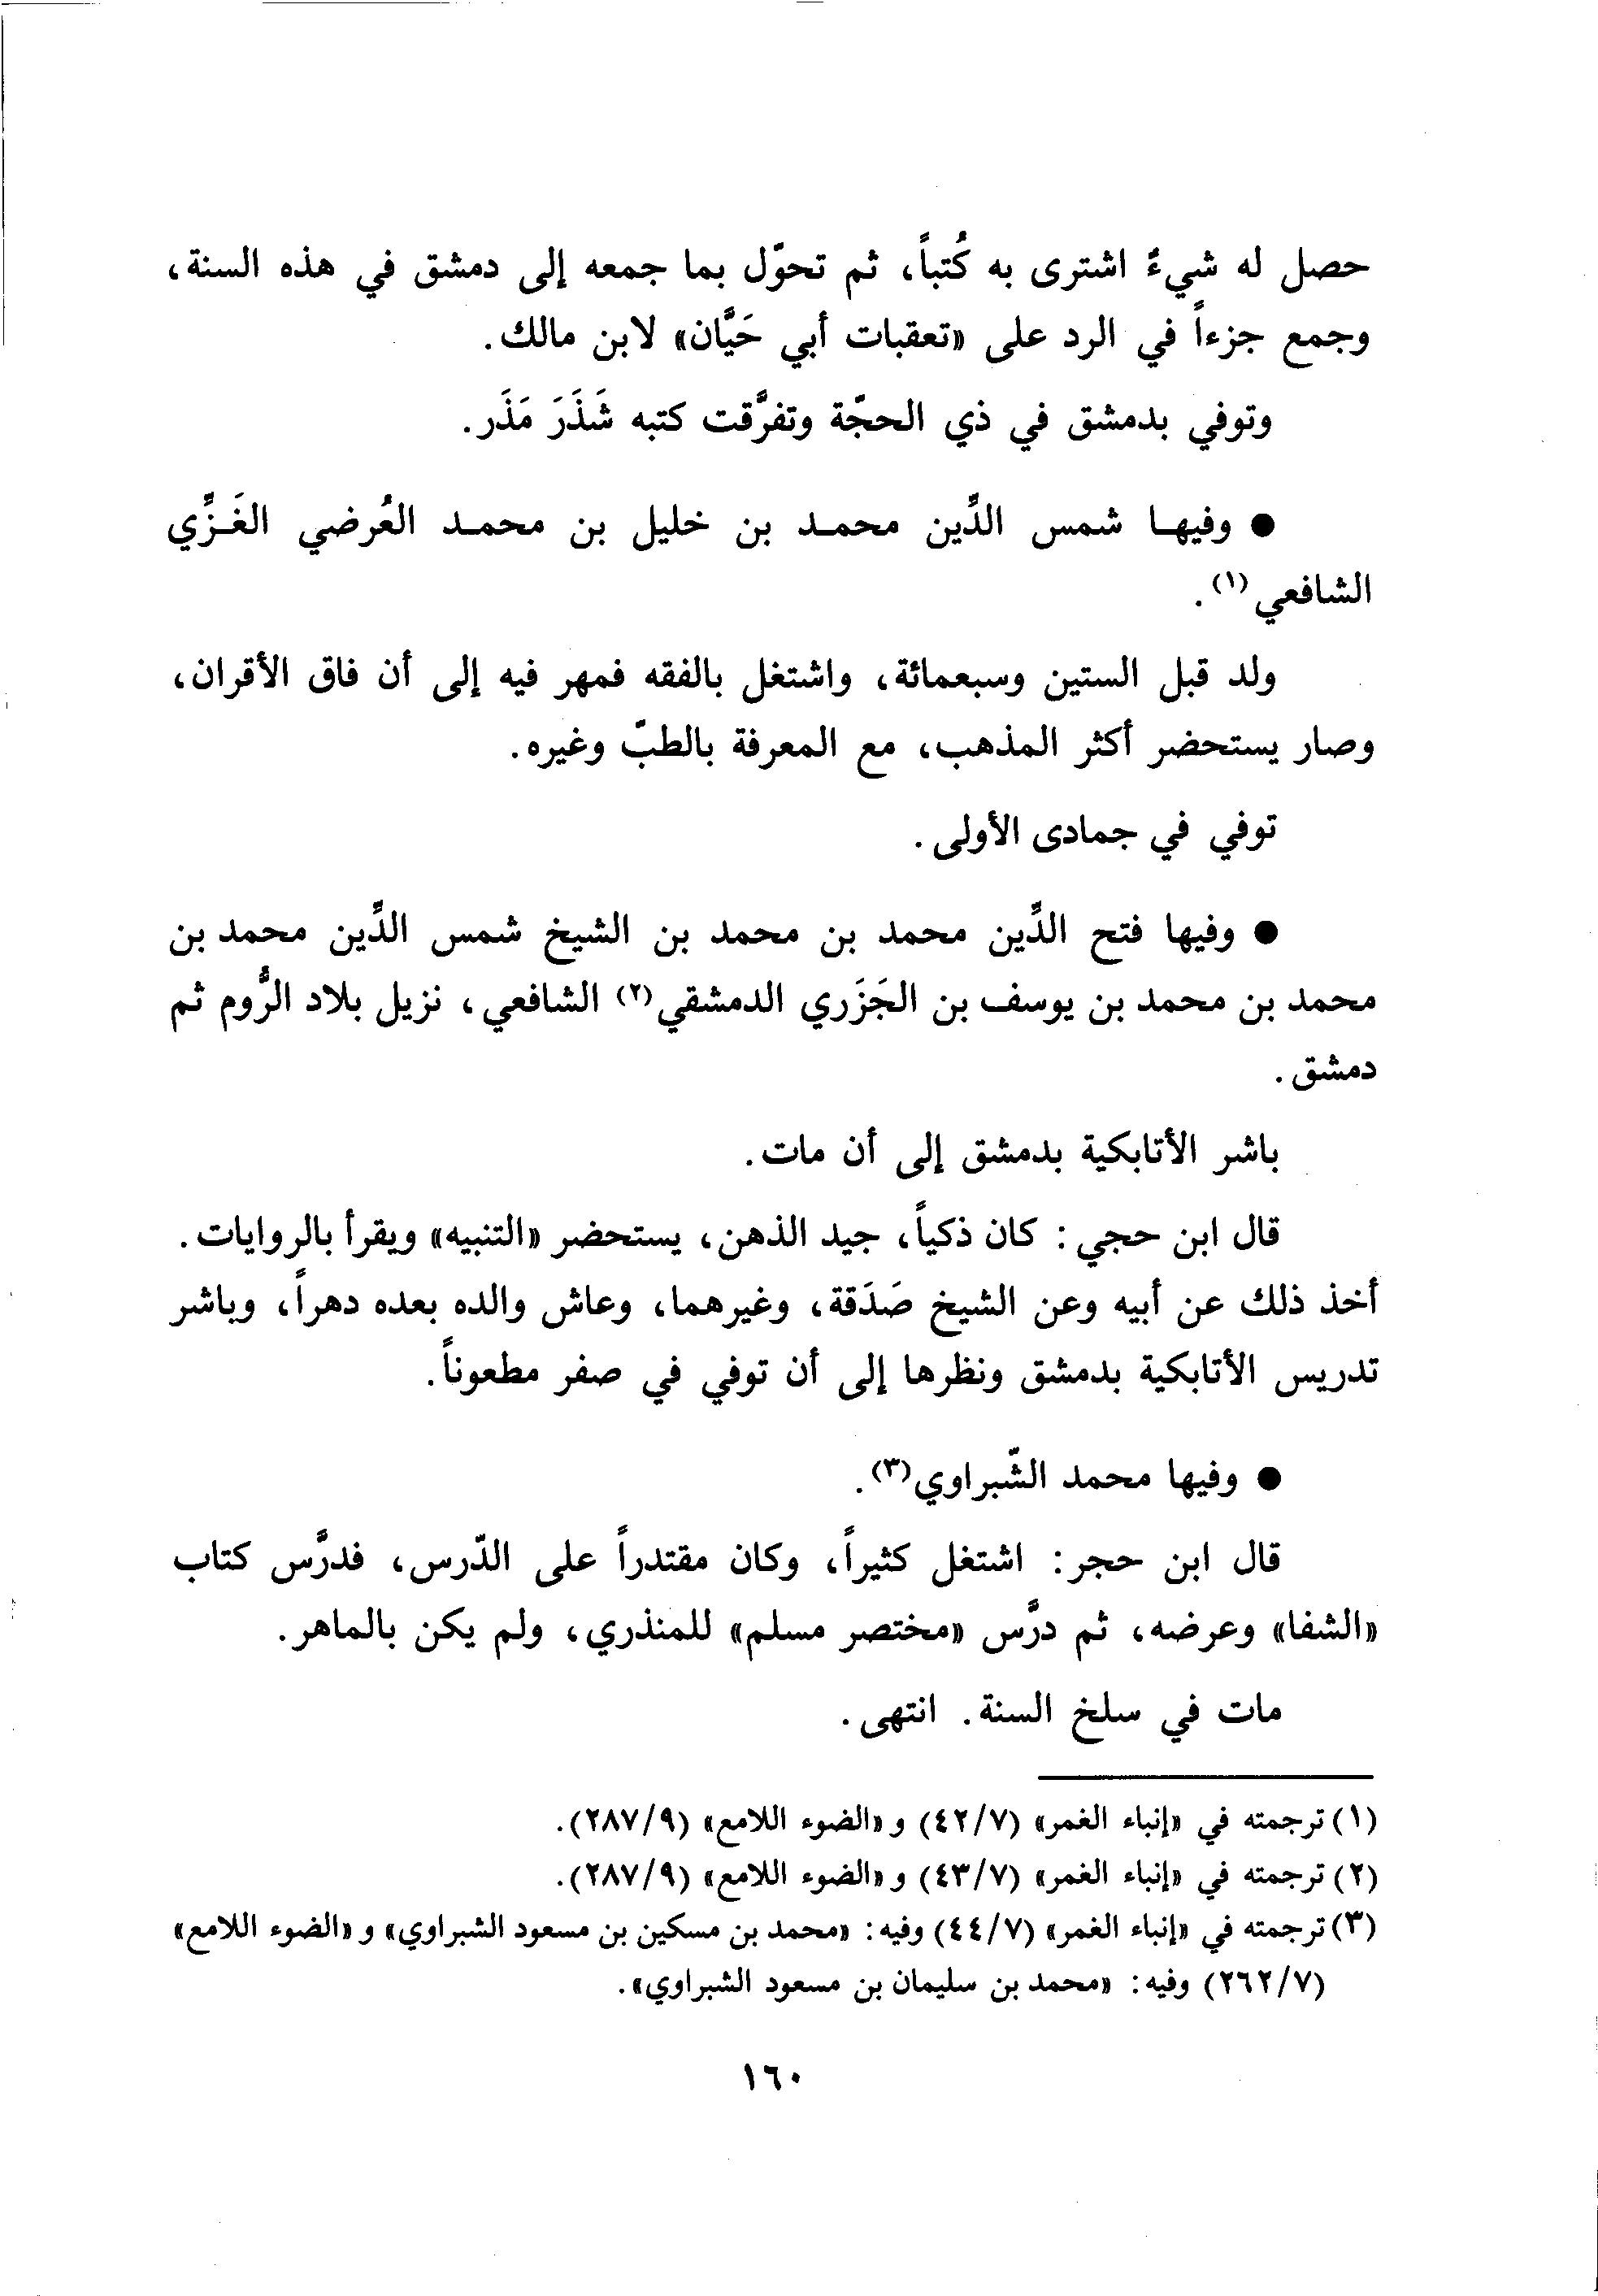 حصل له شيءٌ اشترى به كُتباً، ثم تحوّل بما جمعه إلى دمشق في هذه السنة،
وجمع جزءاً في الرد على «تعقبات أبي حَيَّان» لابن مالك.
وتوفي بدمشق في ذي الحجّة وتفرَّقت كتبه شَذَرَ مَذَر.
● وفيها شمس الدِّين محمد بن خليل بن محمد العُرضي الغَزِّي
الشافعي(١).
ولد قبل الستين وسبعمائة، واشتغل بالفقه فمهر فيه إلى أن فاق الأقران،
وصار يستحضر أكثر المذهب، مع المعرفة بالطبّ وغيره.
توفي في جمادى الأولى.
● وفيها فتح الدِّين محمد بن محمد بن الشيخ شمس الدِّين محمد بن
محمد بن محمد بن يوسف بن الجَزَري الدمشقي(٢) الشافعي، نزيل بلاد الرُّوم ثم
دمشق.
باشر الأتابكية بدمشق إلى أن مات.
قال ابن حجي: كان ذكياً، جيد الذهن، يستحضر «التنبيه» ويقرأ بالروايات.
أخذ ذلك عن أبيه وعن الشيخ صَدَقة، وغيرهما، وعاش والده بعده دهراً، وباشر
تدريس الأتابكية بدمشق ونظرها إلى أن توفي في صفر مطعوناً.
● وفيها محمد الشّبراوي(٣).
قال ابن حجر: اشتغل كثيراً، وكان مقتدراً على الدّرس، فدرَّس كتاب
«الشفا» وعرضه، ثم درَّس «مختصر مسلم» للمنذري، ولم يكن بالماهر.
مات في سلخ السنة. انتهى.
(١) ترجمته في «إنباء الغمر» (٤٢/٧) و«الضوء اللامع» (٢٨٧/٩).
(٢) ترجمته في «إنباء الغمر» (٤٣/٧) و«الضوء اللامع» (٢٨٧/٩).
(٣) ترجمته في «إنباء الغمر» (٤٤/٧) وفيه: «محمد بن مسكين بن مسعود الشبراوي» و«الضوء اللامع»
(٢٦٢/٧) وفيه: «محمد بن سليمان بن مسعود الشبراوي».
١٦٠